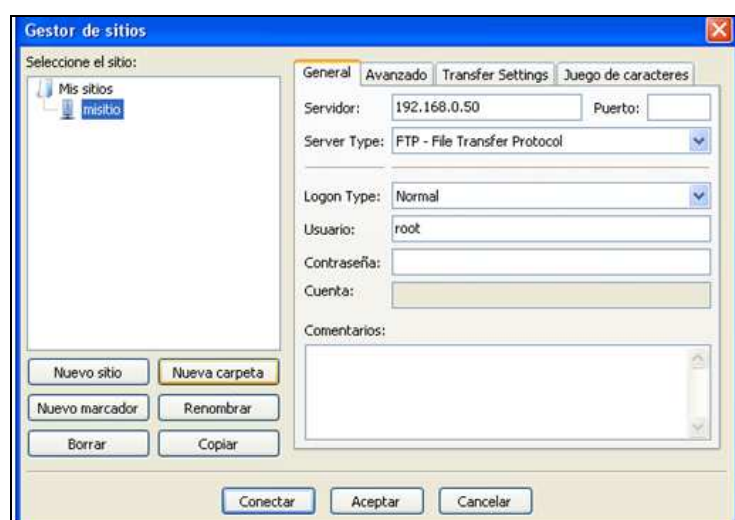 Gestor de sitios
Seleccione el sitio:
Mis sitios
misitio
Nuevo sitio
Nueva carpeta
Nuevo marcador
Renombrar
Borrar
Copiar
General Avanzado Transfer Settings Juego de caracteres
Servidor: 192.168.0.50 Puerto:
Server Type: FTP - File Transfer Protocol
Logon Type: Normal
Usuario: root
Contraseña:
Cuenta:
Comentarios:
Conectar Aceptar Cancelar